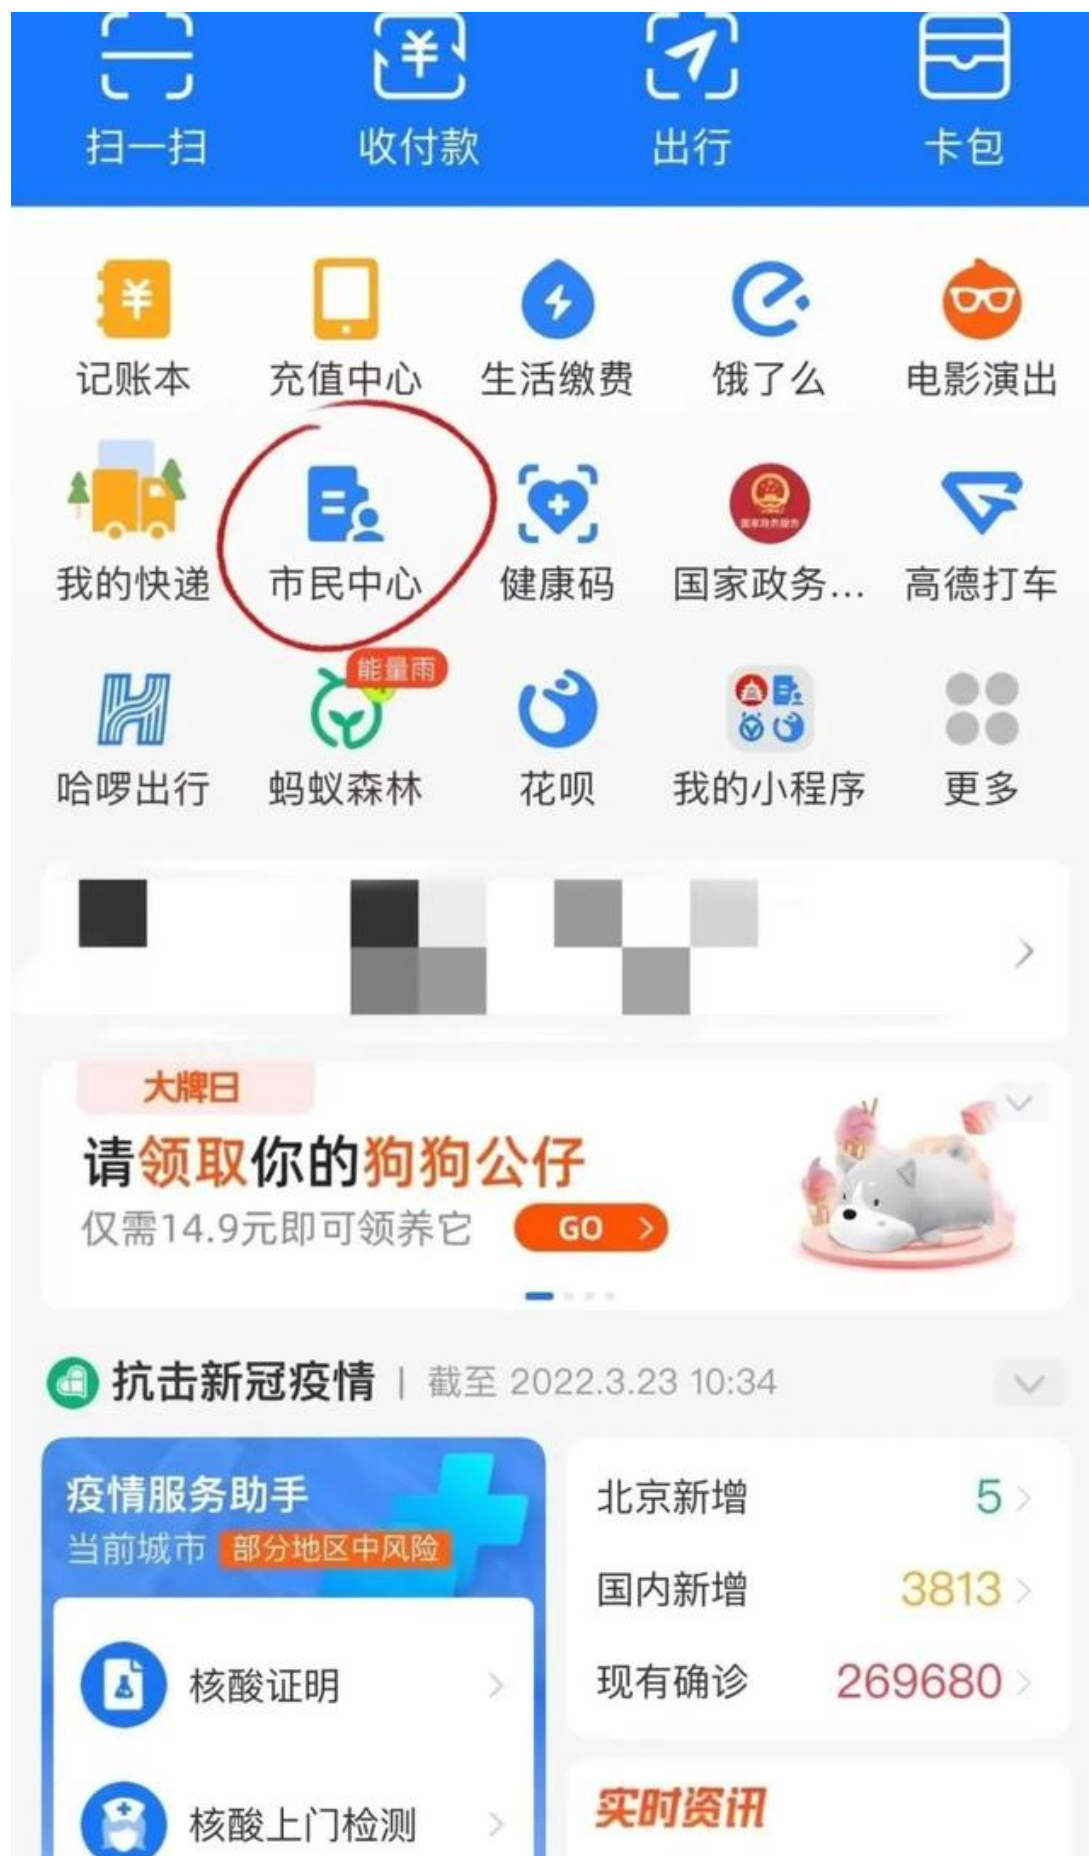 扫一扫 收付款 出行 卡包
记账本 充值中心 生活缴费 饿了么 电影演出
我的快递 市民中心 健康码 国家政务... 高德打车
能量雨
哈啰出行 蚂蚁森林 花呗 我的小程序 更多
大牌日
请领取你的狗狗公仔
仅需14.9元即可领养它 GO
抗击新冠疫情 | 截至 2022.3.23 10:34
疫情服务助手
当前城市 部分地区中风险
核酸证明
核酸上门检测
北京新增 5
国内新增 3813
现有确诊 269680
实时资讯